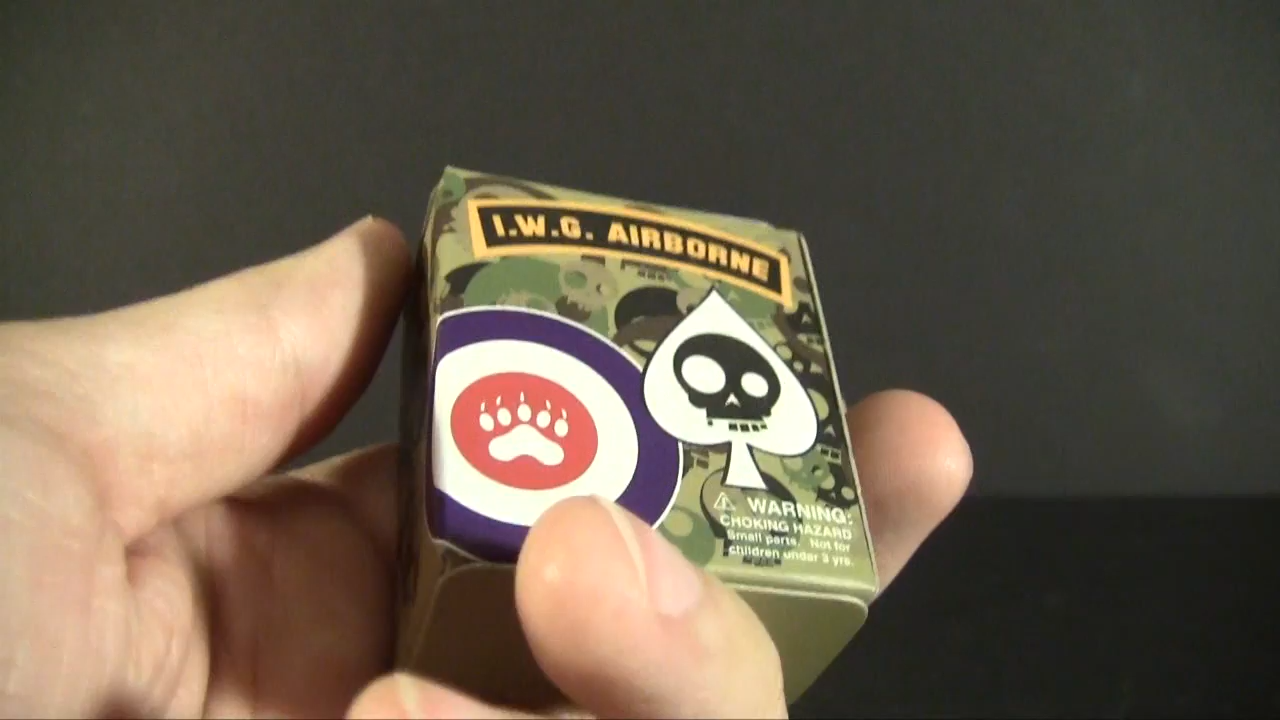 I.W.G. AIRBORNE
WARNING:
CHOKING HAZARD
Small parts. Not for
children under 3 yrs.